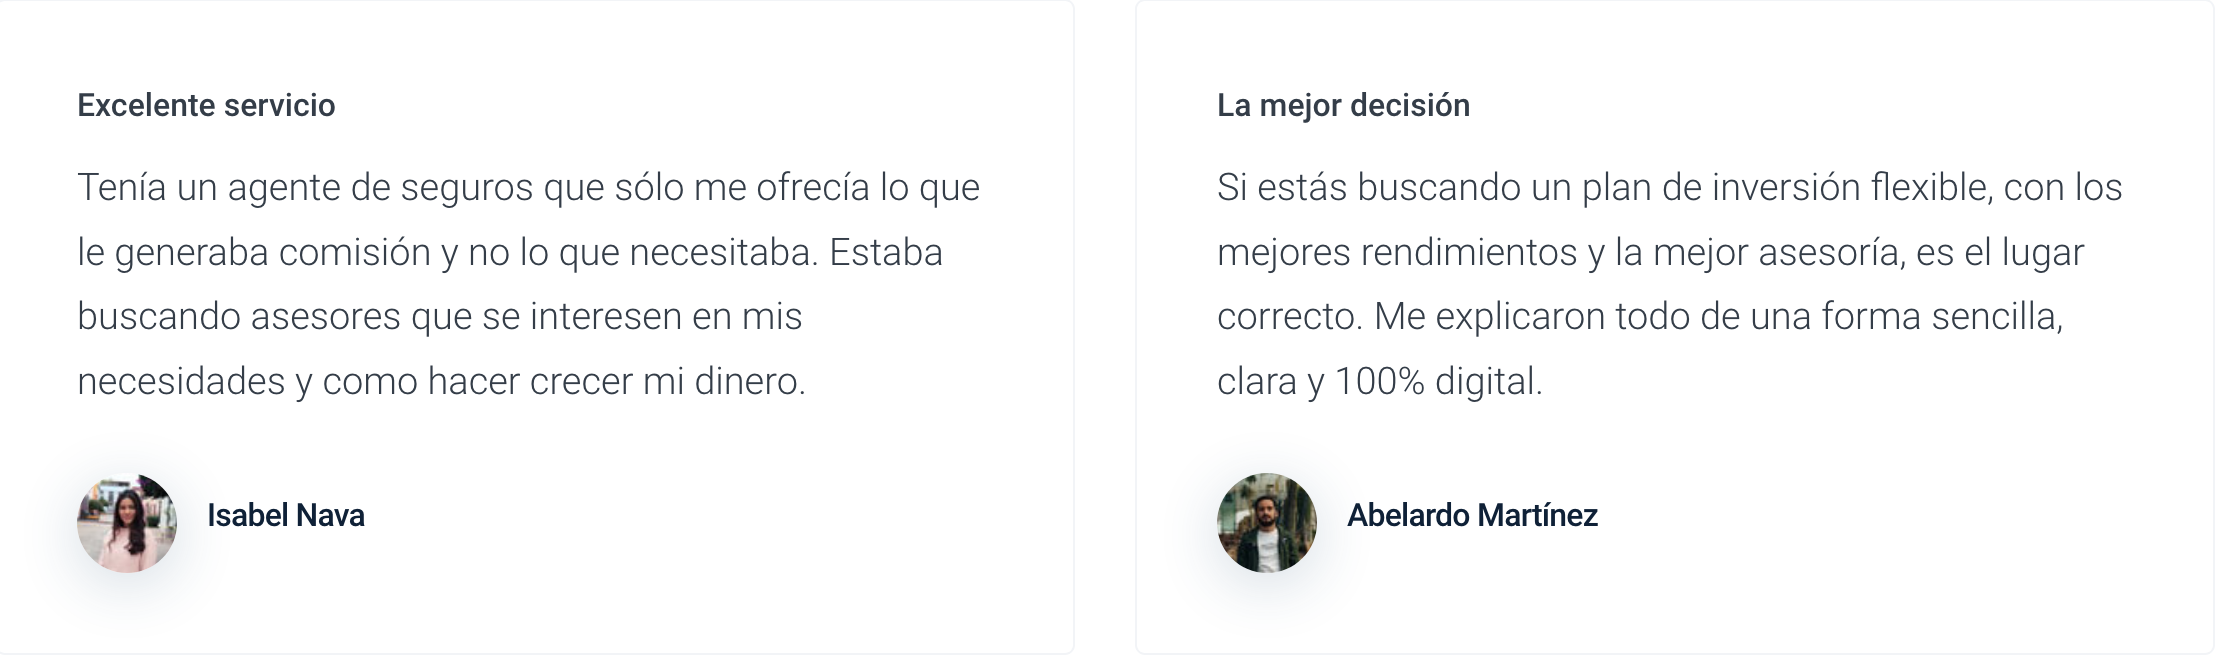 Excelente servicio
Tenía un agente de seguros que sólo me ofrecía lo que
le generaba comisión y no lo que necesitaba. Estaba
buscando asesores que se interesen en mis
necesidades y como hacer crecer mi dinero.
Isabel Nava
La mejor decisión
Si estás buscando un plan de inversión flexible, con los
mejores rendimientos y la mejor asesoría, es el lugar
correcto. Me explicaron todo de una forma sencilla,
clara y 100% digital.
Abelardo Martínez